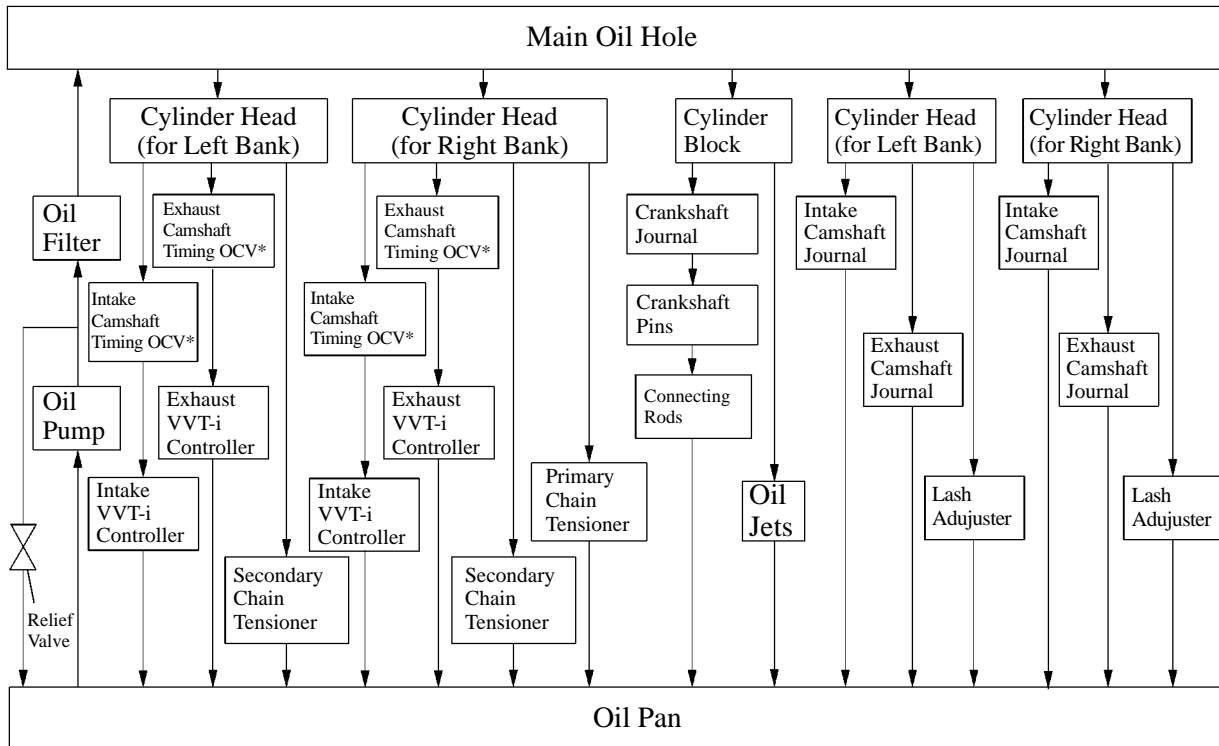 Main Oil Hole
Cylinder Head
(for Left Bank)
Cylinder Head
(for Right Bank)
Cylinder
Block
Cylinder Head
(for Left Bank)
Cylinder Head
(for Right Bank)
Oil
Filter
Exhaust
Camshaft
Timing OCV*
Exhaust
Camshaft
Timing OCV*
Crankshaft
Journal
Intake
Camshaft
Journal
Intake
Camshaft
Journal
Intake
Camshaft
Timing OCV*
Intake
Camshaft
Timing OCV*
Crankshaft
Pins
Exhaust
Camshaft
Journal
Exhaust
Camshaft
Journal
Oil
Pump
Exhaust
VVT-i
Controller
Exhaust
VVT-i
Controller
Connecting
Rods
Intake
VVT-i
Controller
Intake
VVT-i
Controller
Primary
Chain
Tensioner
Oil
Jets
Lash
Adujuster
Lash
Adujuster
Secondary
Chain
Tensioner
Secondary
Chain
Tensioner
Relief
Valve
Oil Pan